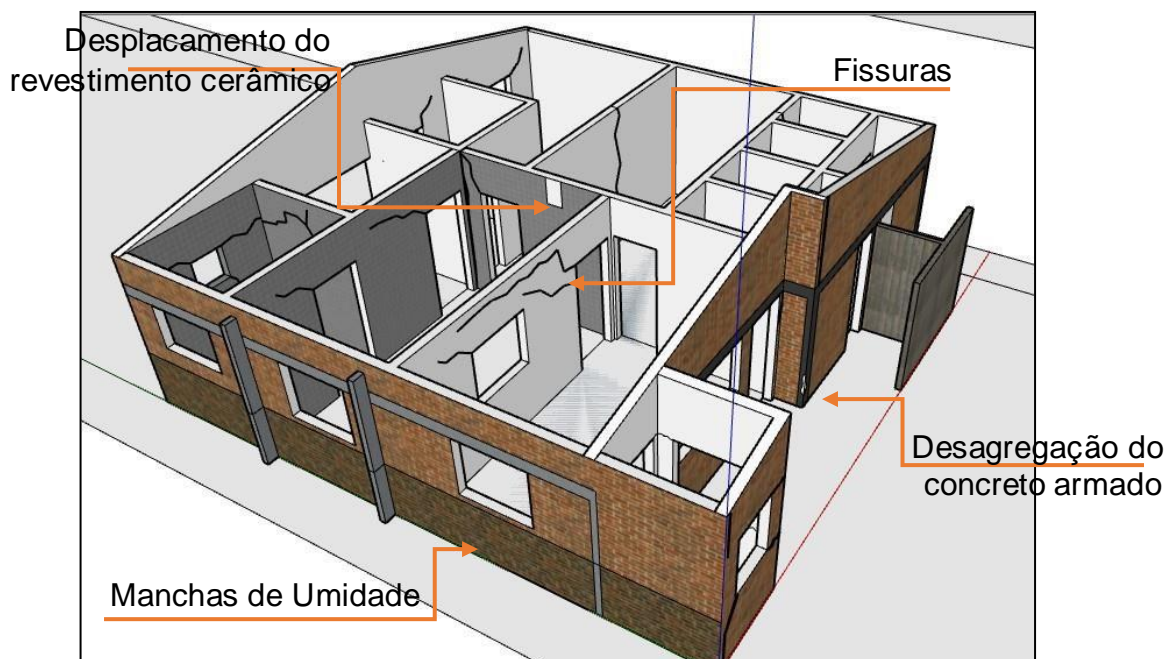 Desplacamento do
revestimento cerâmico
Fissuras
Desagregação do
concreto armado
Manchas de Umidade